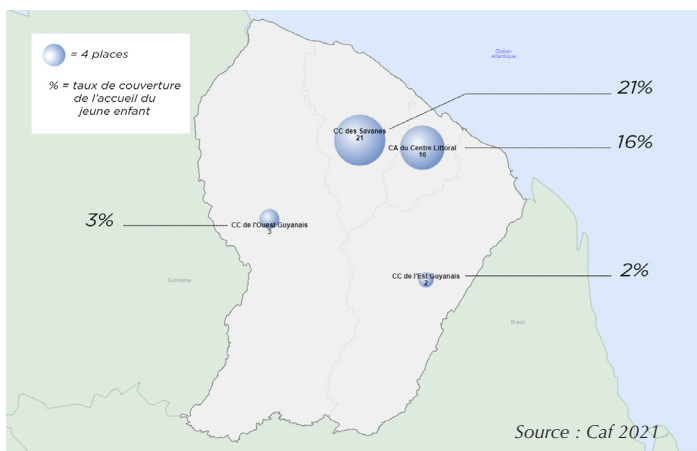 = 4 places
% = taux de couverture
de l'accueil du
jeune enfant
Océan
Atlantique
21%
CC des Savanes
21
CA du Centre Littoral
16
16%
3%
CC de l'Ouest Guyanais
3
CC de l'Est Guyanais
2
2%
Suriname
Brésil
Source : Caf 2021